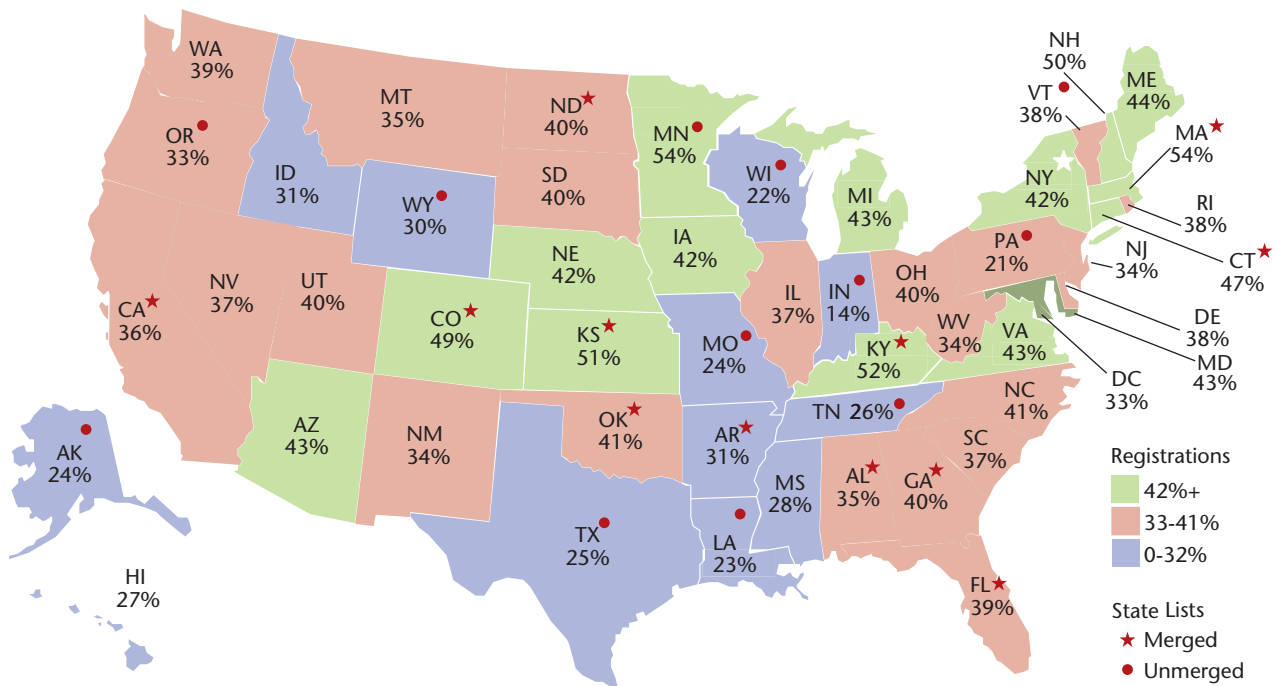 WA
39%
OR
33%
CA
36%
NV
37%
ID
31%
MT
35%
WY
30%
UT
40%
AZ
43%
CO
49%
NM
34%
ND
40%
SD
40%
NE
42%
KS
51%
OK
41%
TX
25%
MN
54%
IA
42%
MO
24%
AR
31%
LA
23%
WI
22%
IL
37%
MI
43%
IN
14%
OH
40%
KY
52%
TN 26%
MS
28%
AL
35%
GA
40%
FL
39%
SC
37%
NC
41%
VA
43%
WV
34%
PA
21%
NY
42%
VT
38%
NH
50%
ME
44%
MA
54%
RI
38%
CT
47%
NJ
34%
DE
38%
MD
43%
DC
33%
AK
24%
HI
27%
Registrations
42%+
33-41%
0-32%
State Lists
Merged
Unmerged